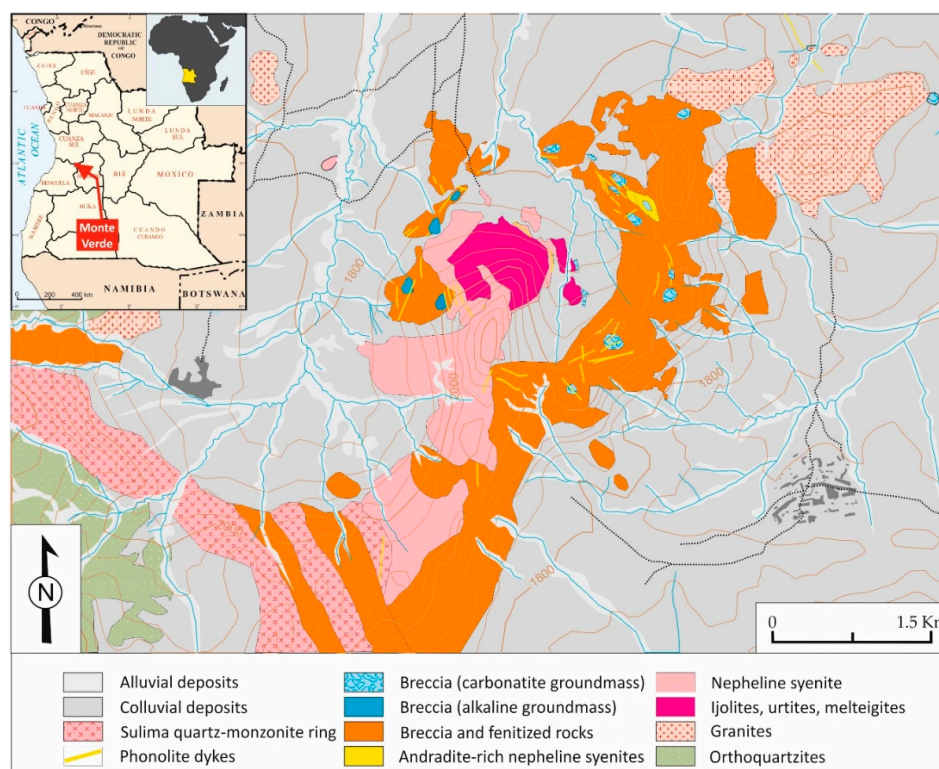 CONGO
DEMOCRATIC
REPUBLIC
OF
CONGO
ZAIRE
UIGE
LUANDA
CUANZA
NORTE
MALANJE
LUNDA
NORTE
LUNDA
SUL
CUANZA
SUL
ATLANTIC
OCEAN
BENGUELA
BIE
MOXICO
HUILA
NAMIBE
CUANDO
CUBANGO
ZAMBIA
Monte
Verde
NAMIBIA
BOTSWANA
0 200 400 km
1800
2000
1800
2000
1800
N
0 1.5 Km
Alluvial deposits
Colluvial deposits
Sulima quartz-monzonite ring
Phonolite dykes
Breccia (carbonatite groundmass)
Breccia (alkaline groundmass)
Breccia and fenitized rocks
Andradite-rich nepheline syenites
Nepheline syenite
Ijolites, urtites, melteigites
Granites
Orthoquartzites